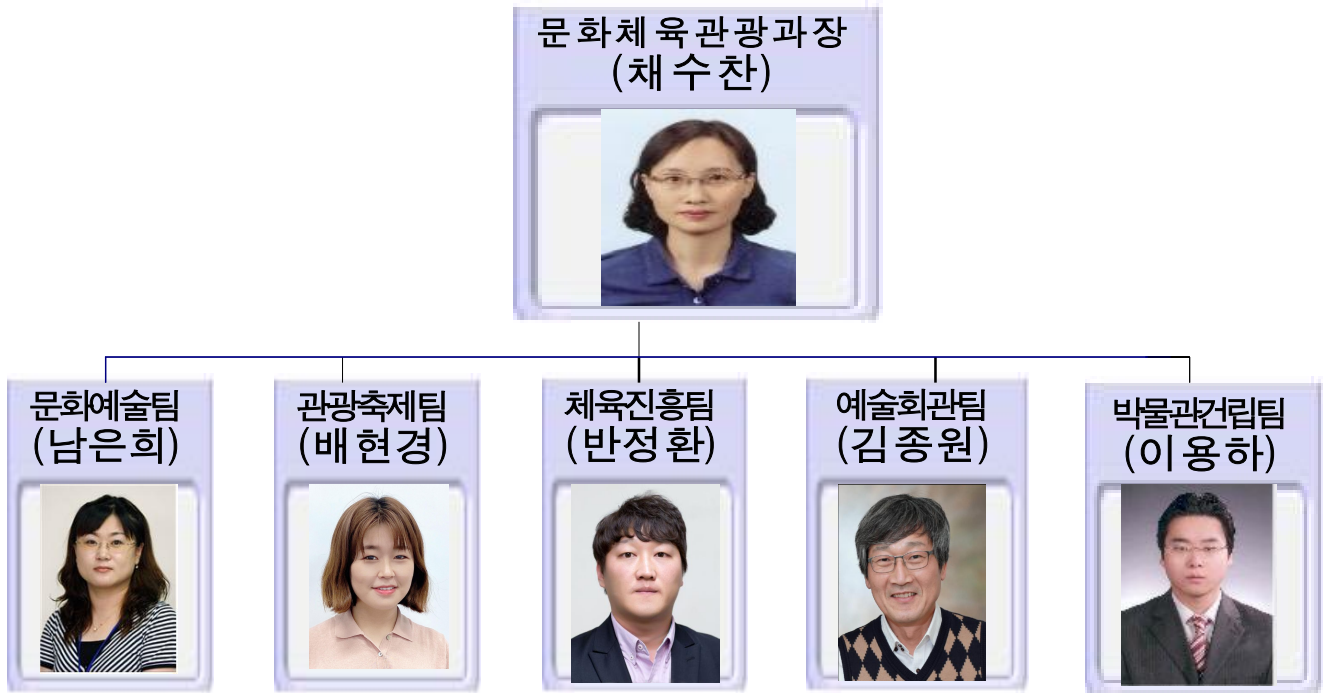 문화체육관광과장
(채수찬)
문화예술팀
(남은희)
관광축제팀
(배현경)
체육진흥팀
(반정환)
예술회관팀
(김종원)
박물관건립팀
(이용하)